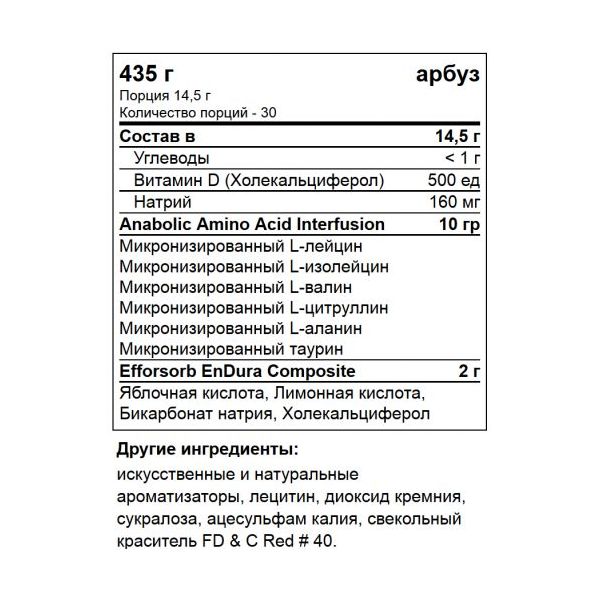 435 г арбуз
Порция 14,5 г
Количество порций - 30
Состав в 14,5 г
Углеводы < 1 г
Витамин D (Холекальциферол) 500 ед
Натрий 160 мг
Anabolic Amino Acid Interfusion 10 гр
Микронизированный L-лейцин
Микронизированный L-изолейцин
Микронизированный L-валин
Микронизированный L-цитруллин
Микронизированный L-аланин
Микронизированный таурин
Efforsorb EnDura Composite 2 г
Яблочная кислота, Лимонная кислота,
Бикарбонат натрия, Холекальциферол
Другие ингредиенты:
искусственные и натуральные
ароматизаторы, лецитин, диоксид кремния,
сукралоза, ацесульфам калия, свекольный
краситель FD & C Red # 40.